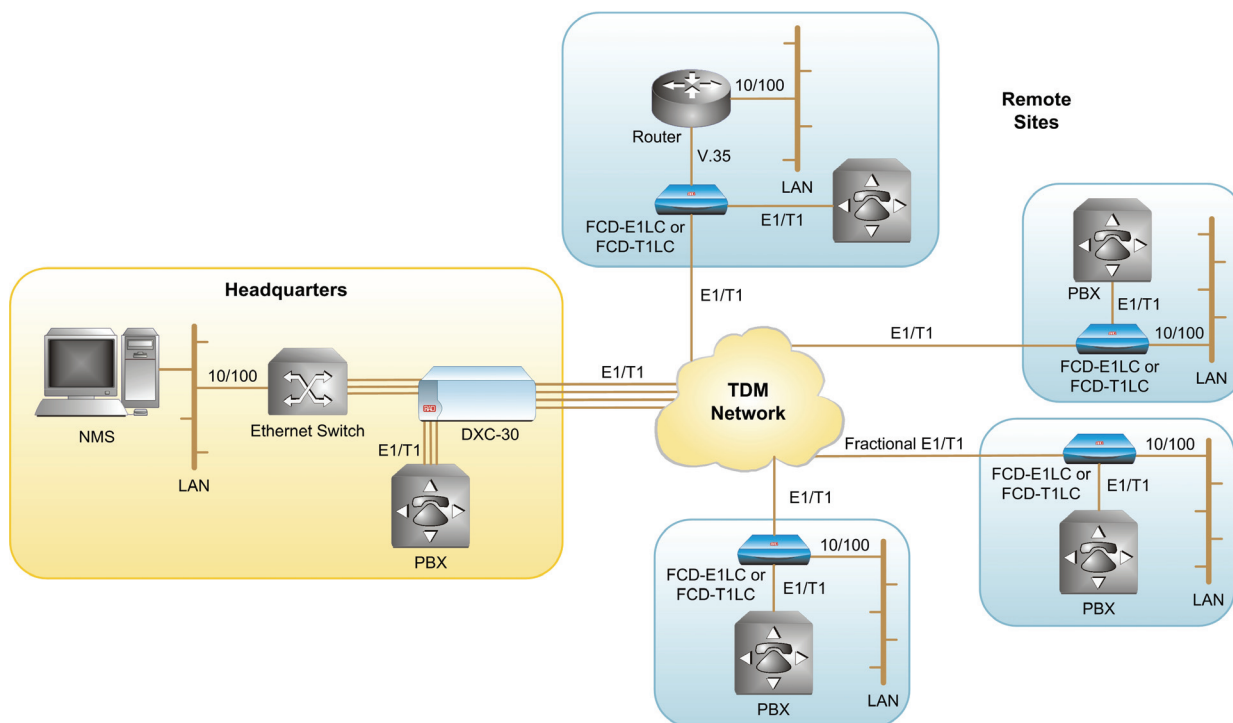 Remote
Sites
10/100
Router
V.35
LAN
E1/T1
FCD-E1LC or
FCD-T1LC
E1/T1
Headquarters
10/100
NMS
LAN
Ethernet Switch
E1/T1
PBX
RAD
DXC-30
E1/T1
TDM
Network
E1/T1
PBX
E1/T1
10/100
FCD-E1LC or
FCD-T1LC
LAN
Fractional E1/T1
10/100
FCD-E1LC or
FCD-T1LC
E1/T1
PBX
LAN
E1/T1
10/100
FCD-E1LC or
FCD-T1LC
E1/T1
PBX
LAN